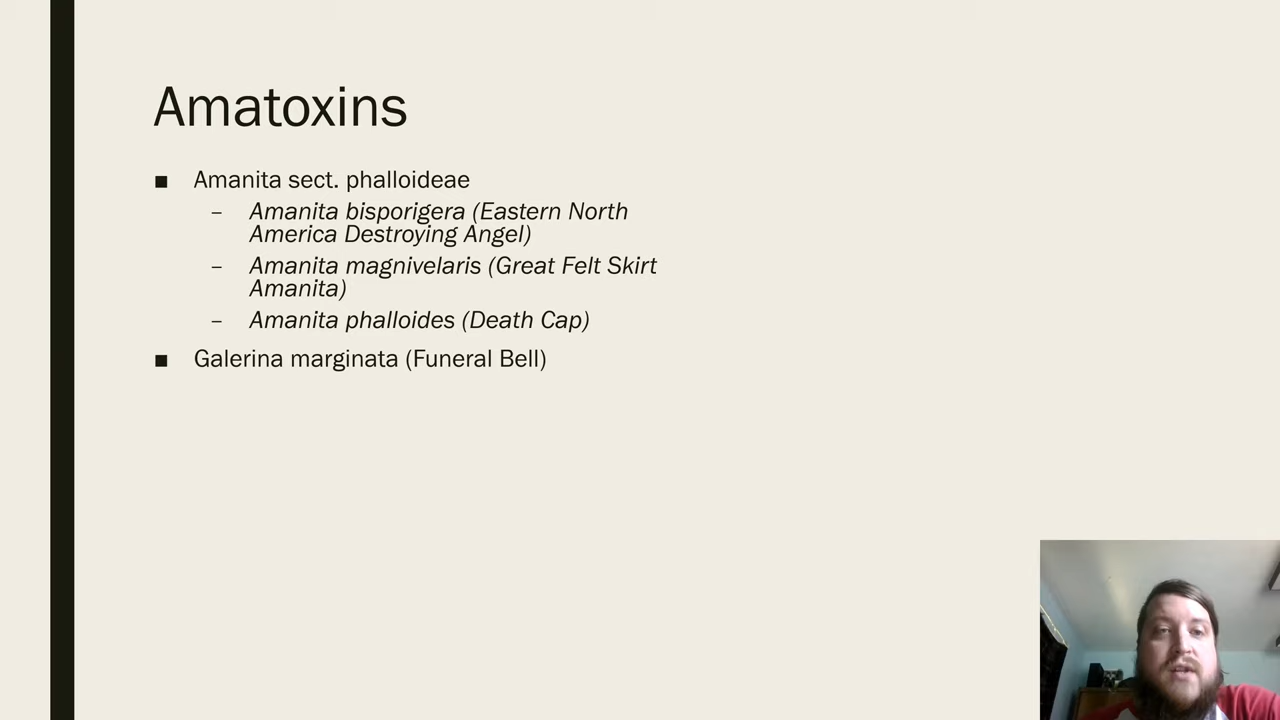 Amatoxins
■ Amanita sect. phalloideae
– Amanita bisporigera (Eastern North
America Destroying Angel)
– Amanita magnivelaris (Great Felt Skirt
Amanita)
– Amanita phalloides (Death Cap)
■ Galerina marginata (Funeral Bell)